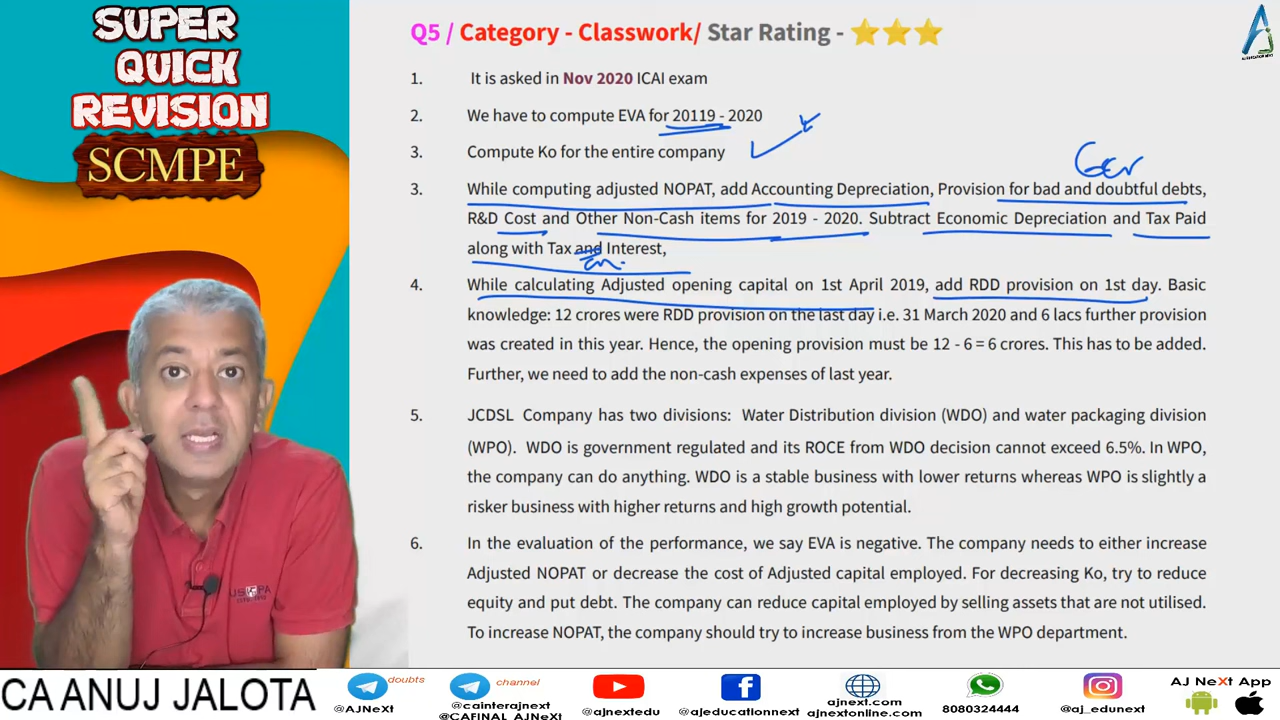 SUPER
QUICK
REVISION
SCMPE
Q5 / Category - Classwork/ Star Rating - ⭐⭐⭐
1. It is asked in Nov 2020 ICAI exam
2. We have to compute EVA for 20119 - 2020
3. Compute Ko for the entire company
Gen
3. While computing adjusted NOPAT, add Accounting Depreciation, Provision for bad and doubtful debts,
R&D Cost and Other Non-Cash items for 2019 - 2020. Subtract Economic Depreciation and Tax Paid
along with Tax and Interest,
on
4. While calculating Adjusted opening capital on 1st April 2019, add RDD provision on 1st day. Basic
knowledge: 12 crores were RDD provision on the last day i.e. 31 March 2020 and 6 lacs further provision
was created in this year. Hence, the opening provision must be 12 - 6 = 6 crores. This has to be added.
Further, we need to add the non-cash expenses of last year.
5. JCDSL Company has two divisions: Water Distribution division (WDO) and water packaging division
(WPO). WDO is government regulated and its ROCE from WDO decision cannot exceed 6.5%. In WPO,
the company can do anything. WDO is a stable business with lower returns whereas WPO is slightly a
risker business with higher returns and high growth potential.
6. In the evaluation of the performance, we say EVA is negative. The company needs to either increase
Adjusted NOPAT or decrease the cost of Adjusted capital employed. For decreasing Ko, try to reduce
equity and put debt. The company can reduce capital employed by selling assets that are not utilised.
To increase NOPAT, the company should try to increase business from the WPO department.
CA ANUJ JALOTA
doubts
@AJNeXt
channel
@cainterajnext
@CAFINAL_AJNeXt
@ajnextedu
@ajeducationnext
ajnext.com
ajnextonline.com
8080324444
@aj_edunext
AJ NeXt App